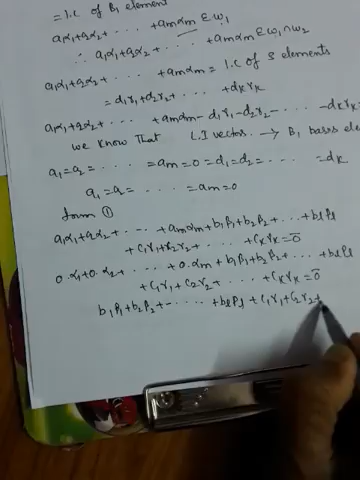 = l.c of B₁ element
a₁α₁+a₂α₂+ · · · · +amαm ∈ w₁
∴ a₁α₁+a₂α₂+ · · · · +amαm ∈ w₁∩w₂
a₁α₁+a₂α₂+ · · · · +amαm = l.c of S elements
= d₁γ₁+d₂γ₂+ · · · · +dKγK
a₁α₁+a₂α₂+ · · · · +amαm-d₁γ₁-d₂γ₂- · · · · -dKγK
we know That L.I vector. → B₁ bases ele
a₁=a₂= · · · · =am=0=d₁=d₂= · · · =dK
a₁=a₂= · · · · =am=0
form ①
a₁α₁+a₂α₂+ · · · +amαm+b₁β₁+b₂β₂+ · · · +blβl
+c₁γ₁+c₂γ₂+ · · · · +cKγK=0̄
0.α₁+0.α₂+ · · · · +0.αm+b₁β₁+b₂β₂+ · · · +blβl
+c₁γ₁+c₂γ₂+ · · · · +cKγK=0̄
b₁β₁+b₂β₂+ · · · · · +blβl+c₁γ₁+c₂γ₂+